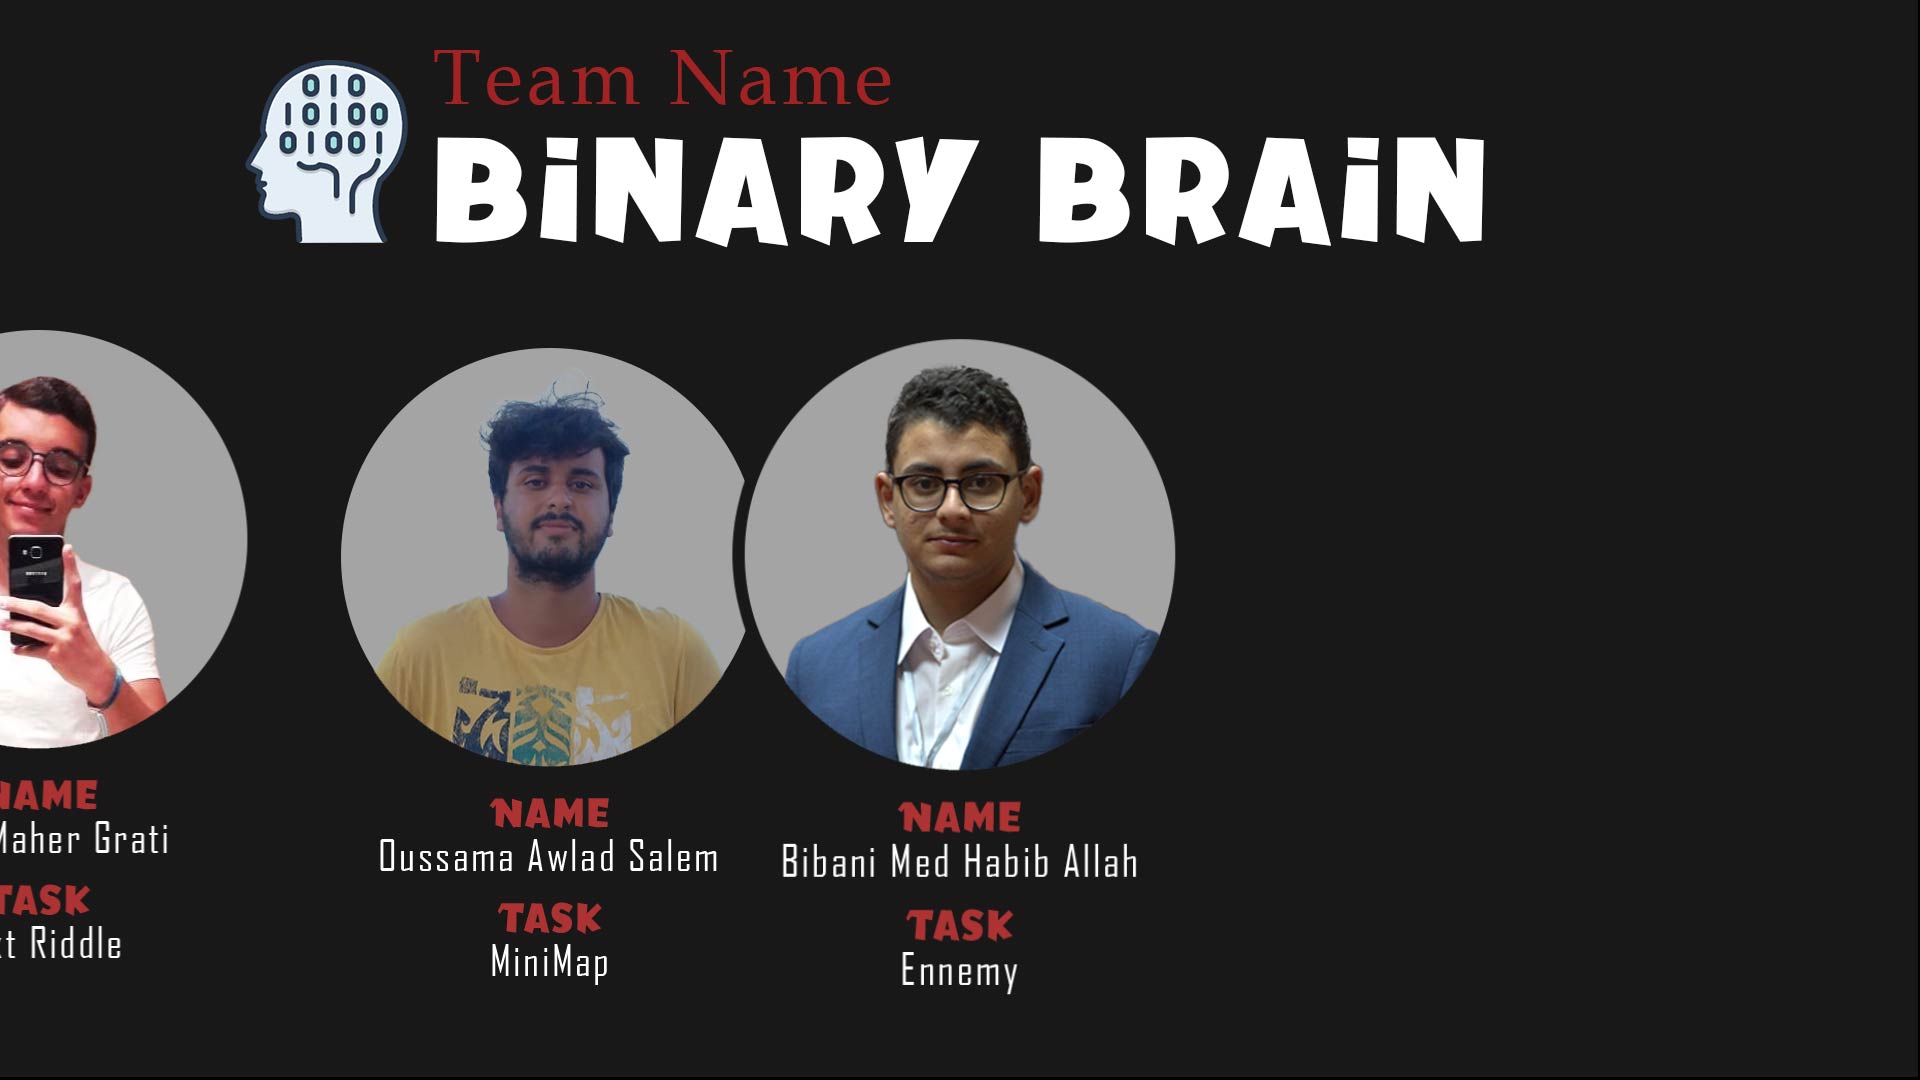 010
10100
01001
Team Name
BiNARY BRAiN
NAME
Maher Grati
TASK
Riddle
NAME
Oussama Awlad Salem
TASK
MiniMap
NAME
Bibani Med Habib Allah
TASK
Ennemy